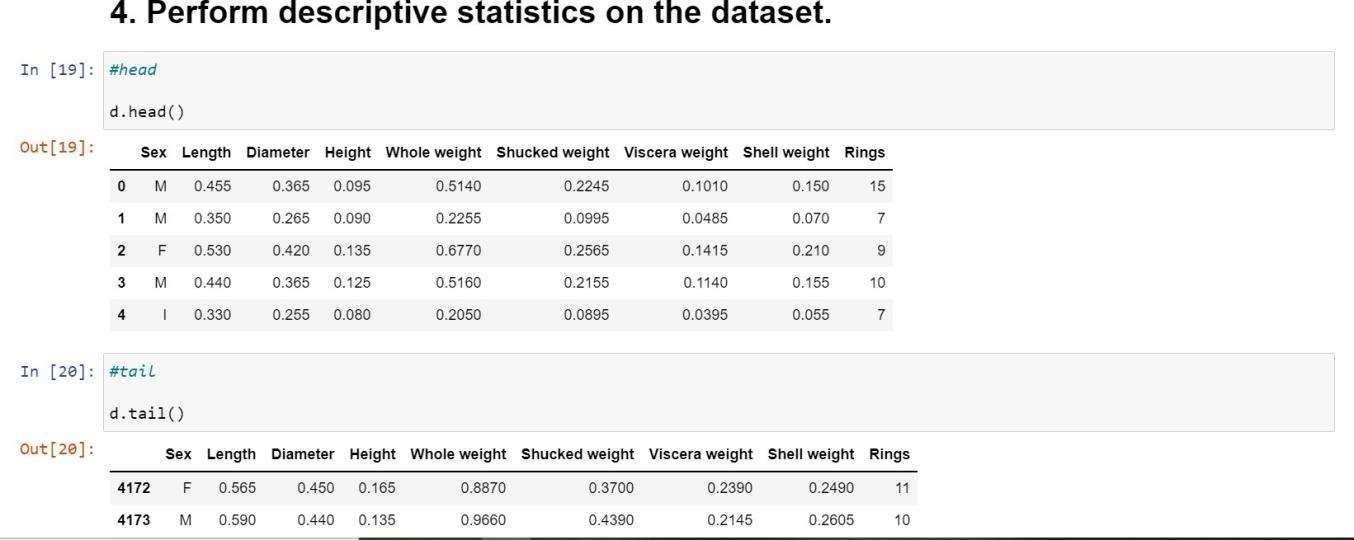 4. Perform descriptive statistics on the dataset.
In [19]: #head
d.head()
Out[19]:
Sex Length Diameter Height Whole weight Shucked weight Viscera weight Shell weight Rings
0 M 0.455 0.365 0.095 0.5140 0.2245 0.1010 0.150 15
1 M 0.350 0.265 0.090 0.2255 0.0995 0.0485 0.070 7
2 F 0.530 0.420 0.135 0.6770 0.2565 0.1415 0.210 9
3 M 0.440 0.365 0.125 0.5160 0.2155 0.1140 0.155 10
4 I 0.330 0.255 0.080 0.2050 0.0895 0.0395 0.055 7
In [20]: #tail
d.tail()
Out[20]:
Sex Length Diameter Height Whole weight Shucked weight Viscera weight Shell weight Rings
4172 F 0.565 0.450 0.165 0.8870 0.3700 0.2390 0.2490 11
4173 M 0.590 0.440 0.135 0.9660 0.4390 0.2145 0.2605 10